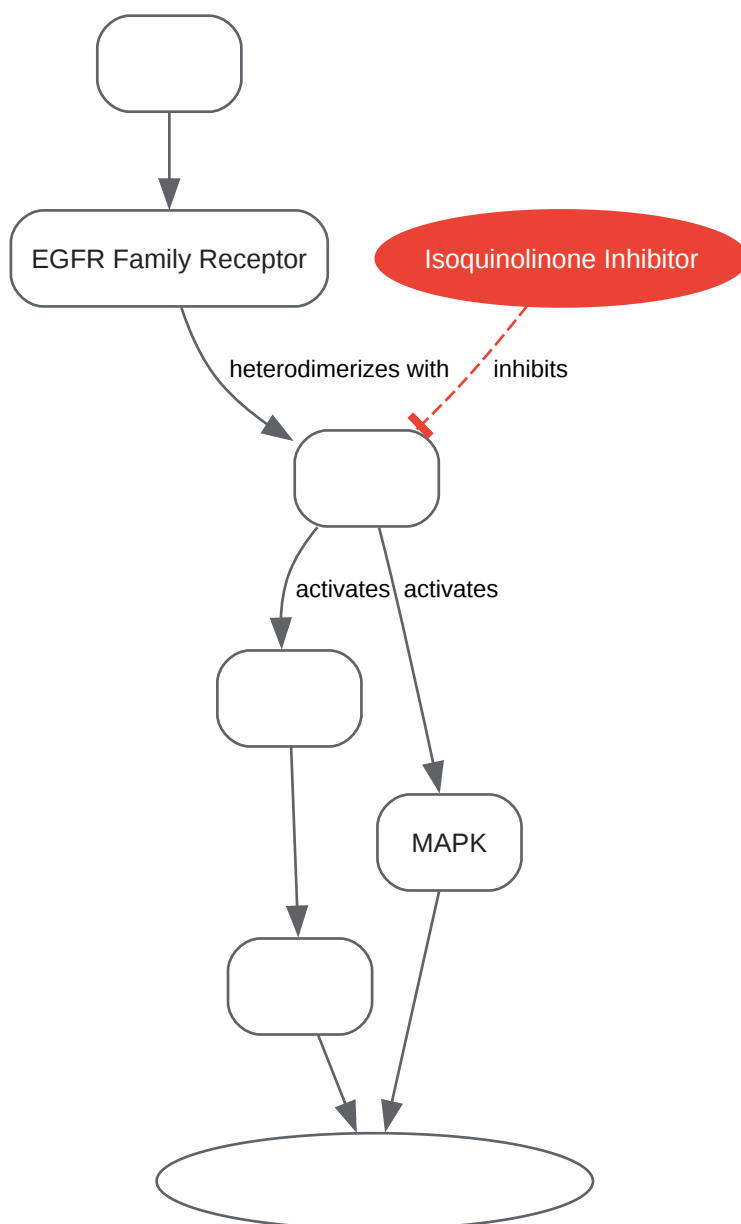 EGFR Family Receptor
Isoquinolinone Inhibitor
heterodimerizes with
inhibits
activates
activates
MAPK